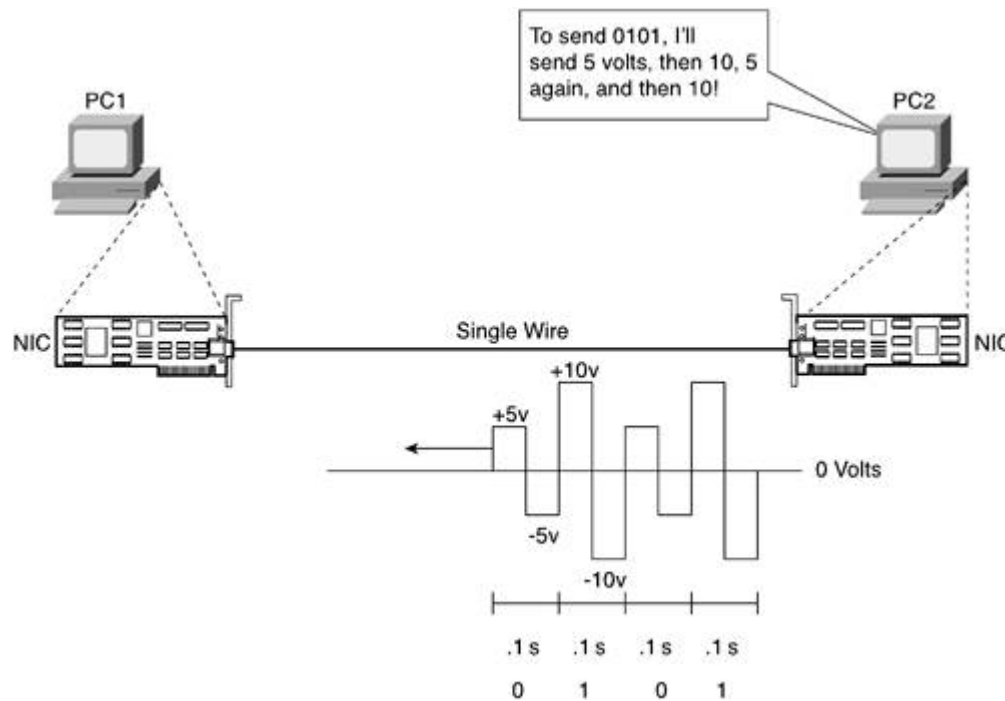 To send 0101, I'll
send 5 volts, then 10, 5
again, and then 10!
PC1
PC2
NIC
Single Wire
NIC
+10v
+5v
0 Volts
-5v
-10v
.1 s .1 s .1 s .1 s
0 1 0 1